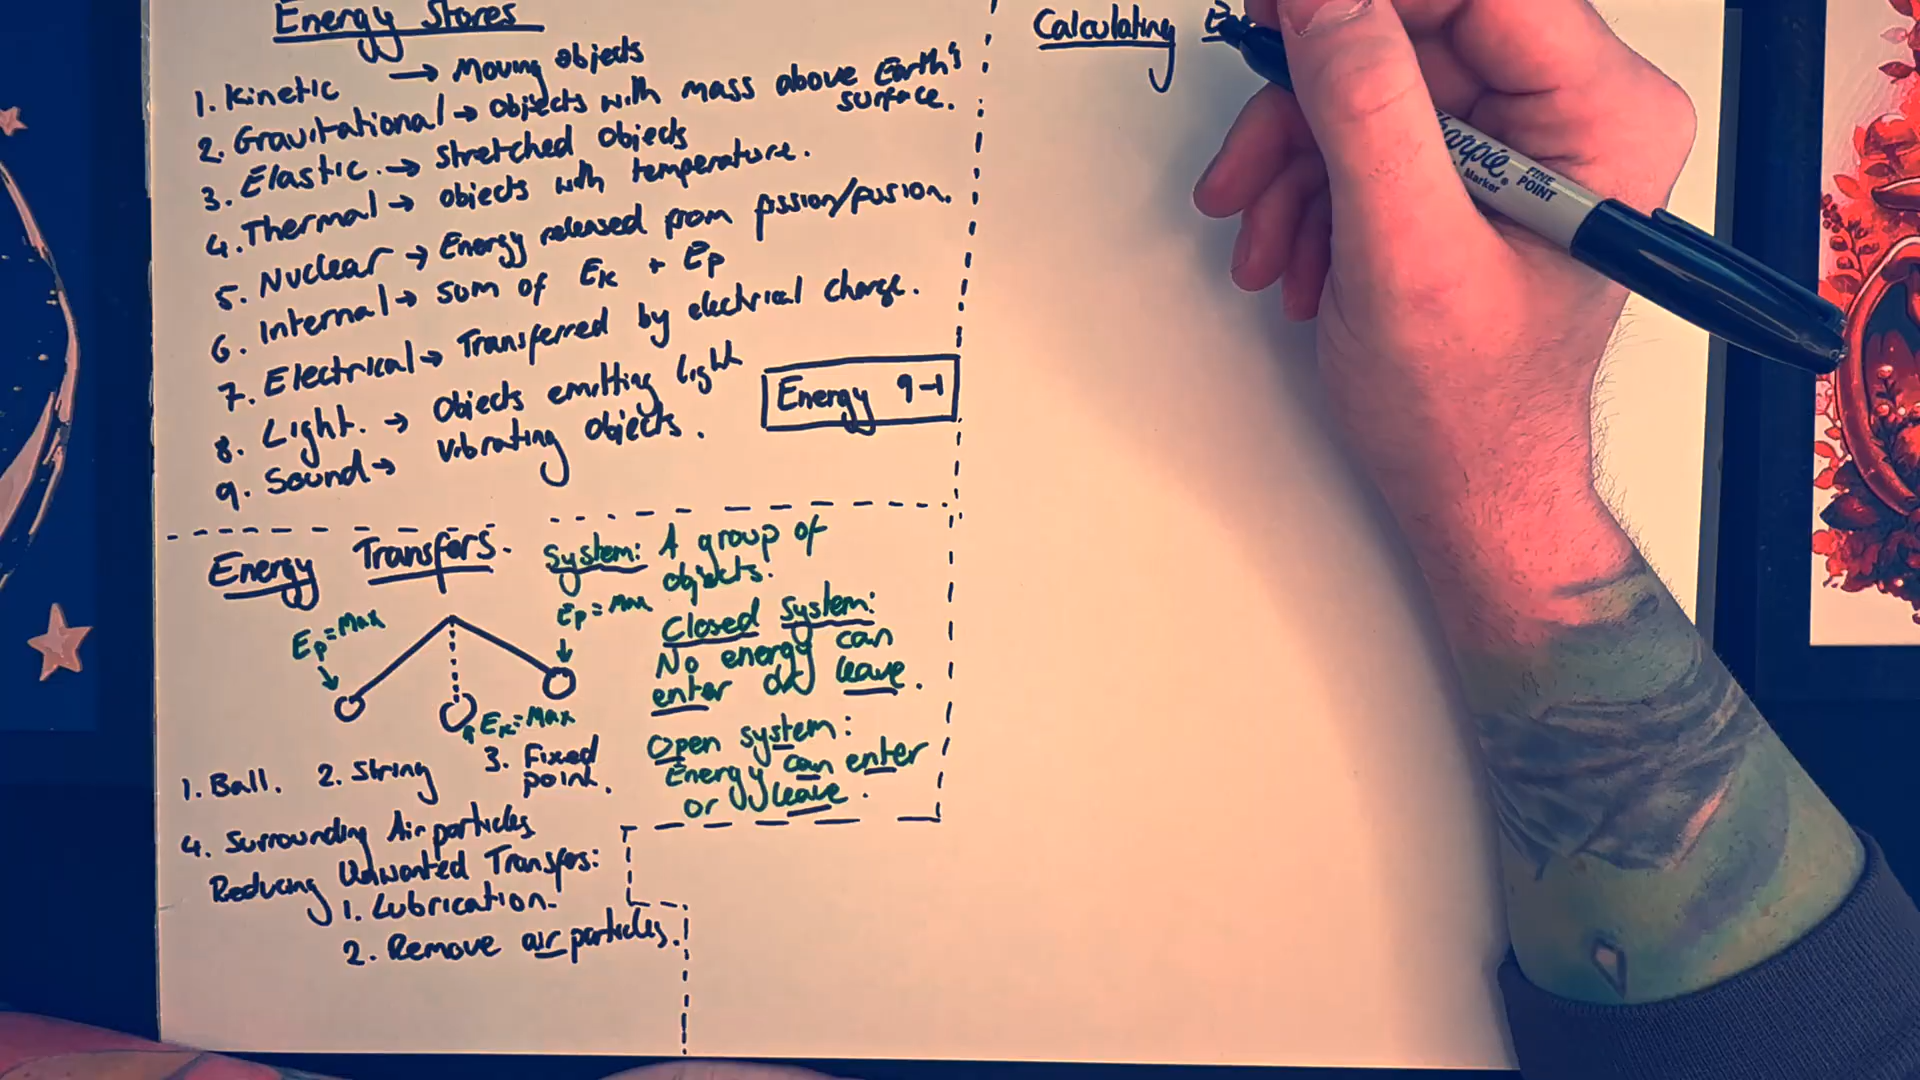 Energy Stores
1. Kinetic → Moving objects
2. Gravitational → objects with mass above Earth's
surface.
3. Elastic. → stretched objects
4. Thermal → objects with temperature.
5. Nuclear → Energy released from fission/fusion.
6. Internal → sum of EK + EP
7. Electrical → Transferred by electrical charge.
8. Light. → Objects emitting light
9. Sound → vibrating objects.
Energy 9-1
Energy Transfers.
EP = Max
EP = Max
EK = Max
1. Ball. 2. String 3. Fixed
point.
4. Surrounding Air particles
Reducing Unwanted Transfers:
1. Lubrication.
2. Remove air particles.
System: A group of
objects.
Closed System:
No energy can
enter or leave.
Open system:
Energy can enter
or leave.
Calculating
Sharpie
Marker
FINE
POINT